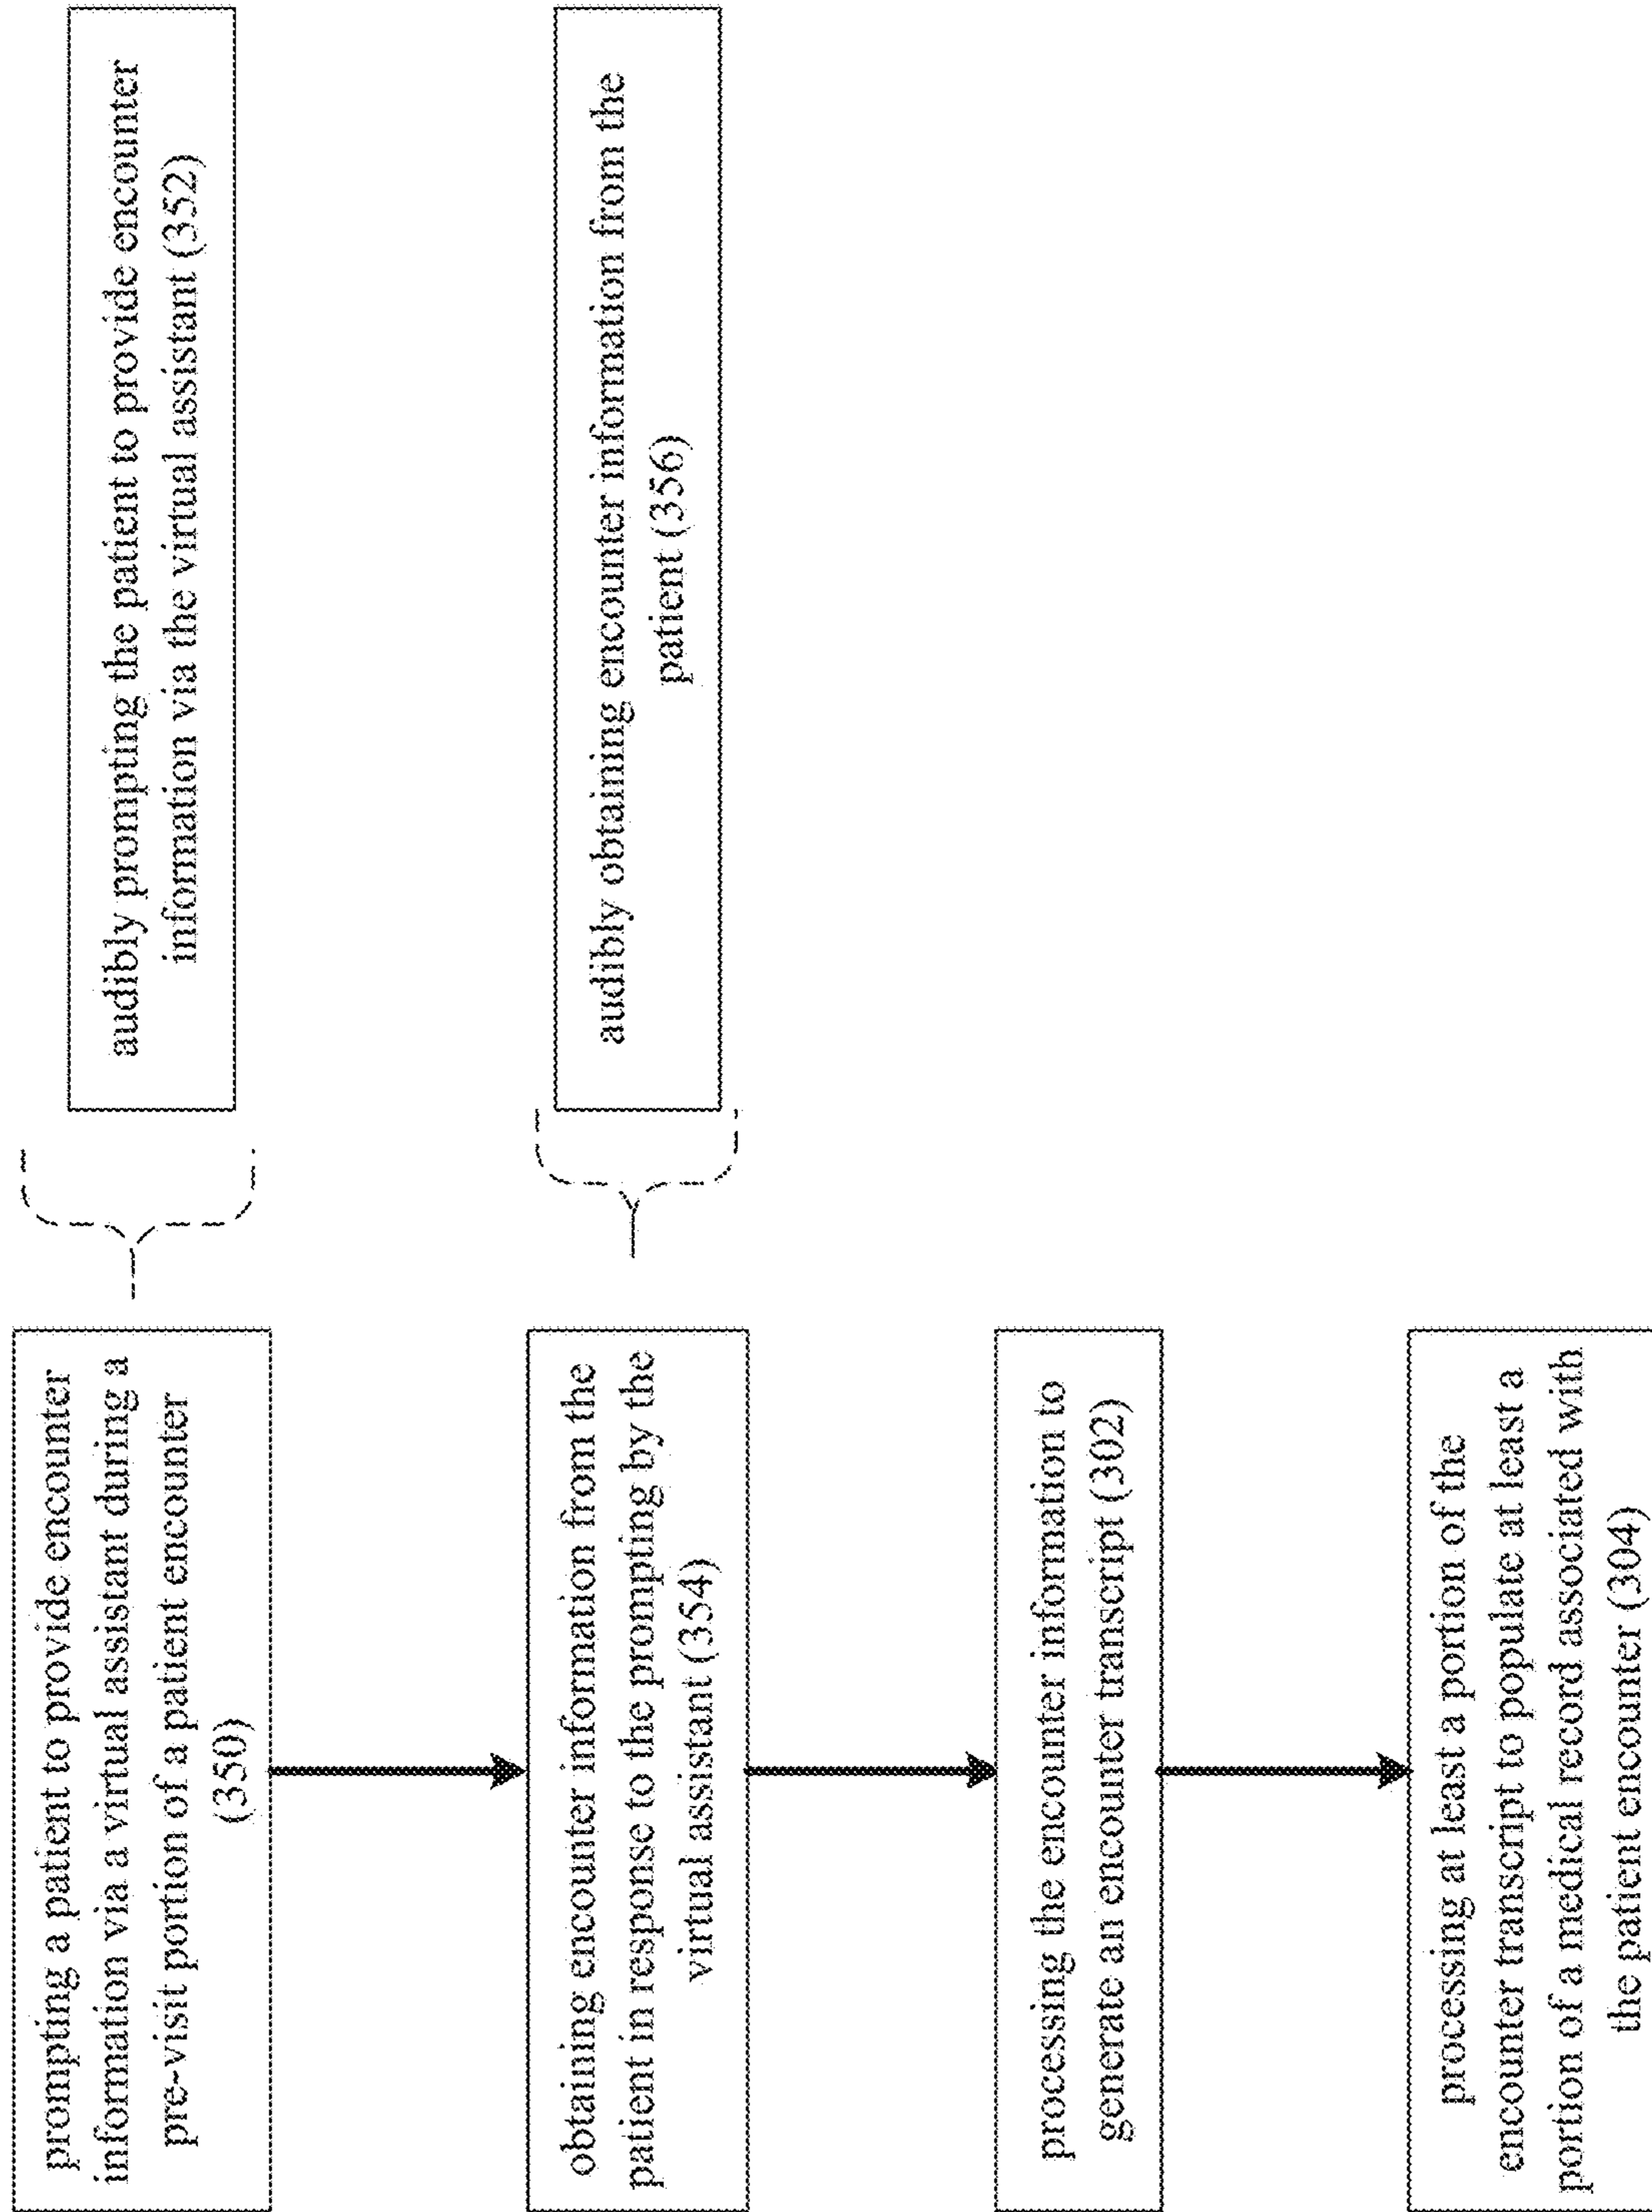 prompting a patient to provide encounter
information via a virtual assistant during a
pre-visit portion of a patient encounter
(350)
audibly prompting the patient to provide encounter
information via the virtual assistant (352)
obtaining encounter information from the
patient in response to the prompting by the
virtual assistant (354)
audibly obtaining encounter information from the
patient (356)
processing the encounter information to
generate an encounter transcript (302)
processing at least a portion of the
encounter transcript to populate at least a
portion of a medical record associated with
the patient encounter (304)